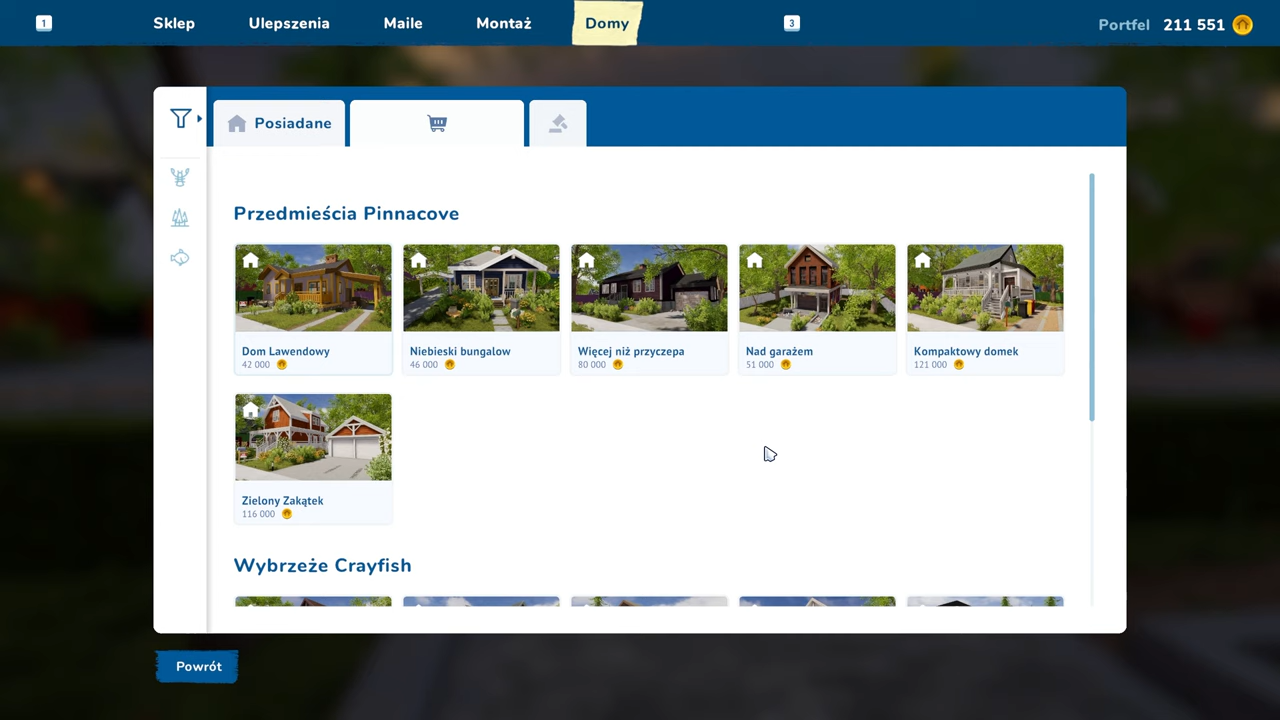 1
Sklep
Ulepszenia
Maile
Montaż
Domy
3
Portfel
211 551
Posiadane
Przedmieścia Pinnacove
Dom Lawendowy
42 000
Niebieski bungalow
46 000
Więcej niż przyczepa
80 000
Nad garażem
51 000
Kompaktowy domek
121 000
Zielony Zakątek
116 000
Wybrzeże Crayfish
Powrót